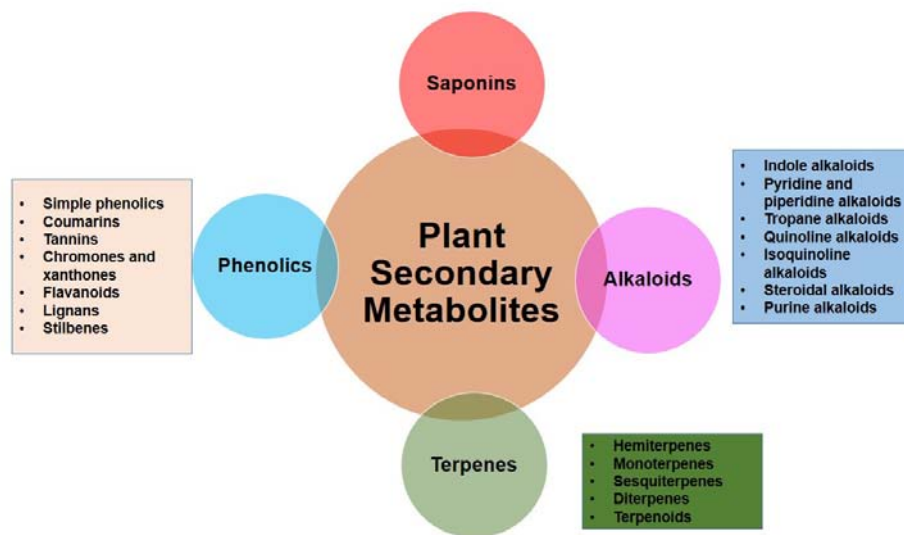 Saponins
• Simple phenolics
• Coumarins
• Tannins
• Chromones and
xanthones
• Flavanoids
• Lignans
• Stilbenes
Phenolics
Plant
Secondary
Metabolites
Alkaloids
• Indole alkaloids
• Pyridine and
piperidine alkaloids
• Tropane alkaloids
• Quinoline alkaloids
• Isoquinoline
alkaloids
• Steroidal alkaloids
• Purine alkaloids
Terpenes
• Hemiterpenes
• Monoterpenes
• Sesquiterpenes
• Diterpenes
• Terpenoids